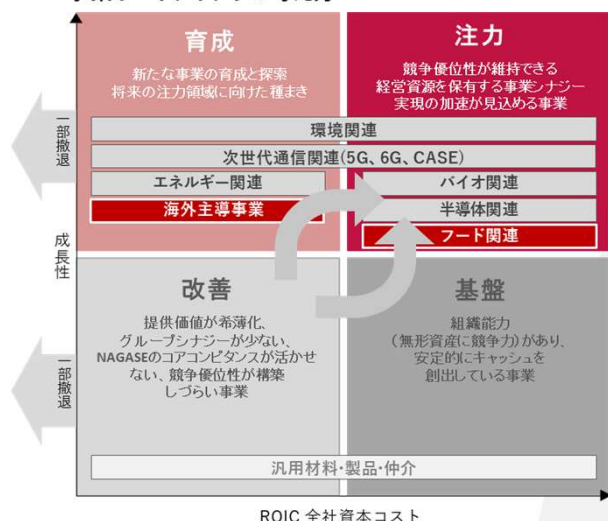 育成
新たな事業の育成と探索
将来の注力領域に向けた種まき
注力
競争優位性が維持できる
経営資源を保有する事業シナジー
実現の加速が見込める事業
環境関連
次世代通信関連(5G、6G、CASE)
エネルギー関連
バイオ関連
海外主導事業
半導体関連
フード関連
一部撤退
成長性
改善
提供価値が希薄化、
グループシナジーが少ない、
NAGASEのコアコンピタンスが活かせ
ない、競争優位性が構築
しづらい事業
基盤
組織能力
(無形資産に競争力)があり、
安定的にキャッシュを
創出している事業
一部撤退
汎用材料・製品・仲介
ROIC 全社資本コスト